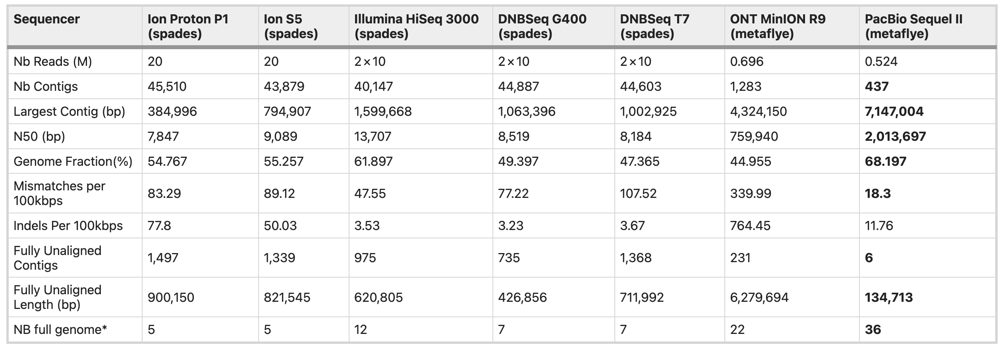 Sequencer | Ion Proton P1 (spades) | Ion S5 (spades) | Illumina HiSeq 3000 (spades) | DNBSeq G400 (spades) | DNBSeq T7 (spades) | ONT MinION R9 (metaflye) | PacBio Sequel II (metaflye)
Nb Reads (M) | 20 | 20 | 2×10 | 2×10 | 2×10 | 0.696 | 0.524
Nb Contigs | 45,510 | 43,879 | 40,147 | 44,887 | 44,603 | 1,283 | 437
Largest Contig (bp) | 384,996 | 794,907 | 1,599,668 | 1,063,396 | 1,002,925 | 4,324,150 | 7,147,004
N50 (bp) | 7,847 | 9,089 | 13,707 | 8,519 | 8,184 | 759,940 | 2,013,697
Genome Fraction(%) | 54.767 | 55.257 | 61.897 | 49.397 | 47.365 | 44.955 | 68.197
Mismatches per 100kbps | 83.29 | 89.12 | 47.55 | 77.22 | 107.52 | 339.99 | 18.3
Indels Per 100kbps | 77.8 | 50.03 | 3.53 | 3.23 | 3.67 | 764.45 | 11.76
Fully Unaligned Contigs | 1,497 | 1,339 | 975 | 735 | 1,368 | 231 | 6
Fully Unaligned Length (bp) | 900,150 | 821,545 | 620,805 | 426,856 | 711,992 | 6,279,694 | 134,713
NB full genome* | 5 | 5 | 12 | 7 | 7 | 22 | 36